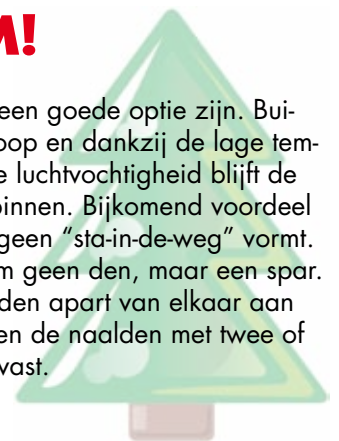 M!
een goede optie zijn. Bui-
oop en dankzij de lage tem-
e luchtvochtigheid blijft de
binnen. Bijkomend voordeel
geen “sta-in-de-weg” vormt.
m geen den, maar een spar.
den apart van elkaar aan
en de naalden met twee of
vast.